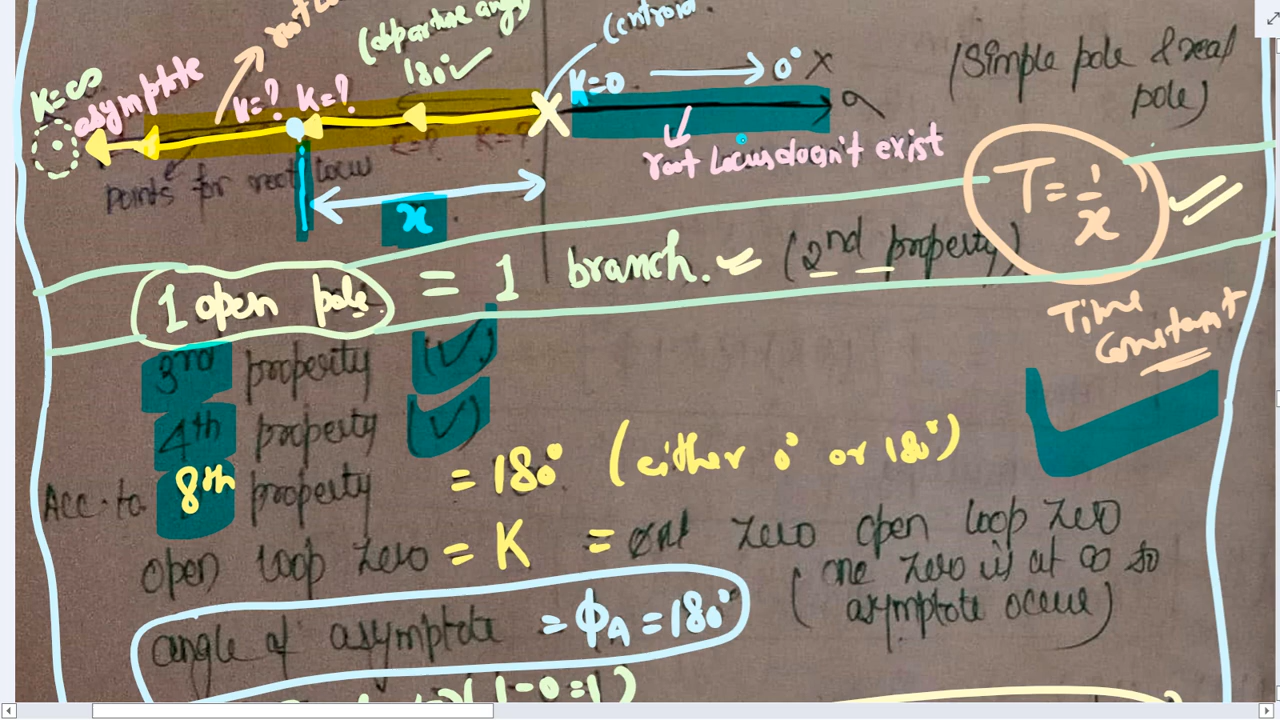 (centroid
(departure angle)
180° ✓
K=∞
asymptote
K=?
K=?
K=0
0° X
σ
(simple pole & real
pole)
K=?
points for root locus
root locus doesn't exist
x
T = 1/x
Time
constant
1 open pole = 1 branch. (2nd property)
3rd property (✓)
4th property (✓)
Acc. to 8th property = 180° (either 0° or 180°)
open loop zero = K = zero open loop zero
(one zero is at ∞ so
asymptote occur)
angle of asymptote = ΦA = 180°
(1-0=1)